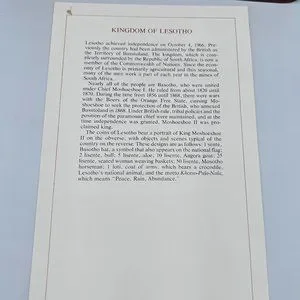 KINGDOM OF LESOTHO
Lesotho achieved independence on October 4, 1966. Pre-
viously the country had been administered by the British as
the Territory of Basutoland. The kingdom, which is com-
pletely surrounded by the Republic of South Africa, is now a
member of the Commonwealth of Nations. Since the econ-
omy of Lesotho is primarily agricultural and thus seasonal,
many of the men work a part of each year in the mines of
South Africa.
Nearly all of the people are Basotho, who were united
under Chief Moshoeshoe I. He ruled from about 1820 until
1870. During the time from 1856 until 1868, there were wars
with the Boers of the Orange Free State, causing Mo-
shoeshoe to seek the protection of the British, who annexed
Basutoland in 1868. Under British rule, tribal policies and the
position of the paramount chief were maintained, and at the
time independence was granted, Moshoeshoe II was pro-
claimed king.
The coins of Lesotho bear a portrait of King Moshoeshoe
II on the obverse, with objects and scenes typical of the
country on the reverse. These designs are as follows: 1 sente,
Basotho hat, a symbol that also appears on the national flag;
2 lisente, bull; 5 lisente, aloe; 10 lisente, Angora goat; 25
lisente, seated woman weaving baskets; 50 lisente, Mosotho
horseman; 1 loti, coat of arms, which bears a crocodile,
Lesotho's national animal, and the motto Khotso-Pula-Nala,
which means "Peace, Rain, Abundance."